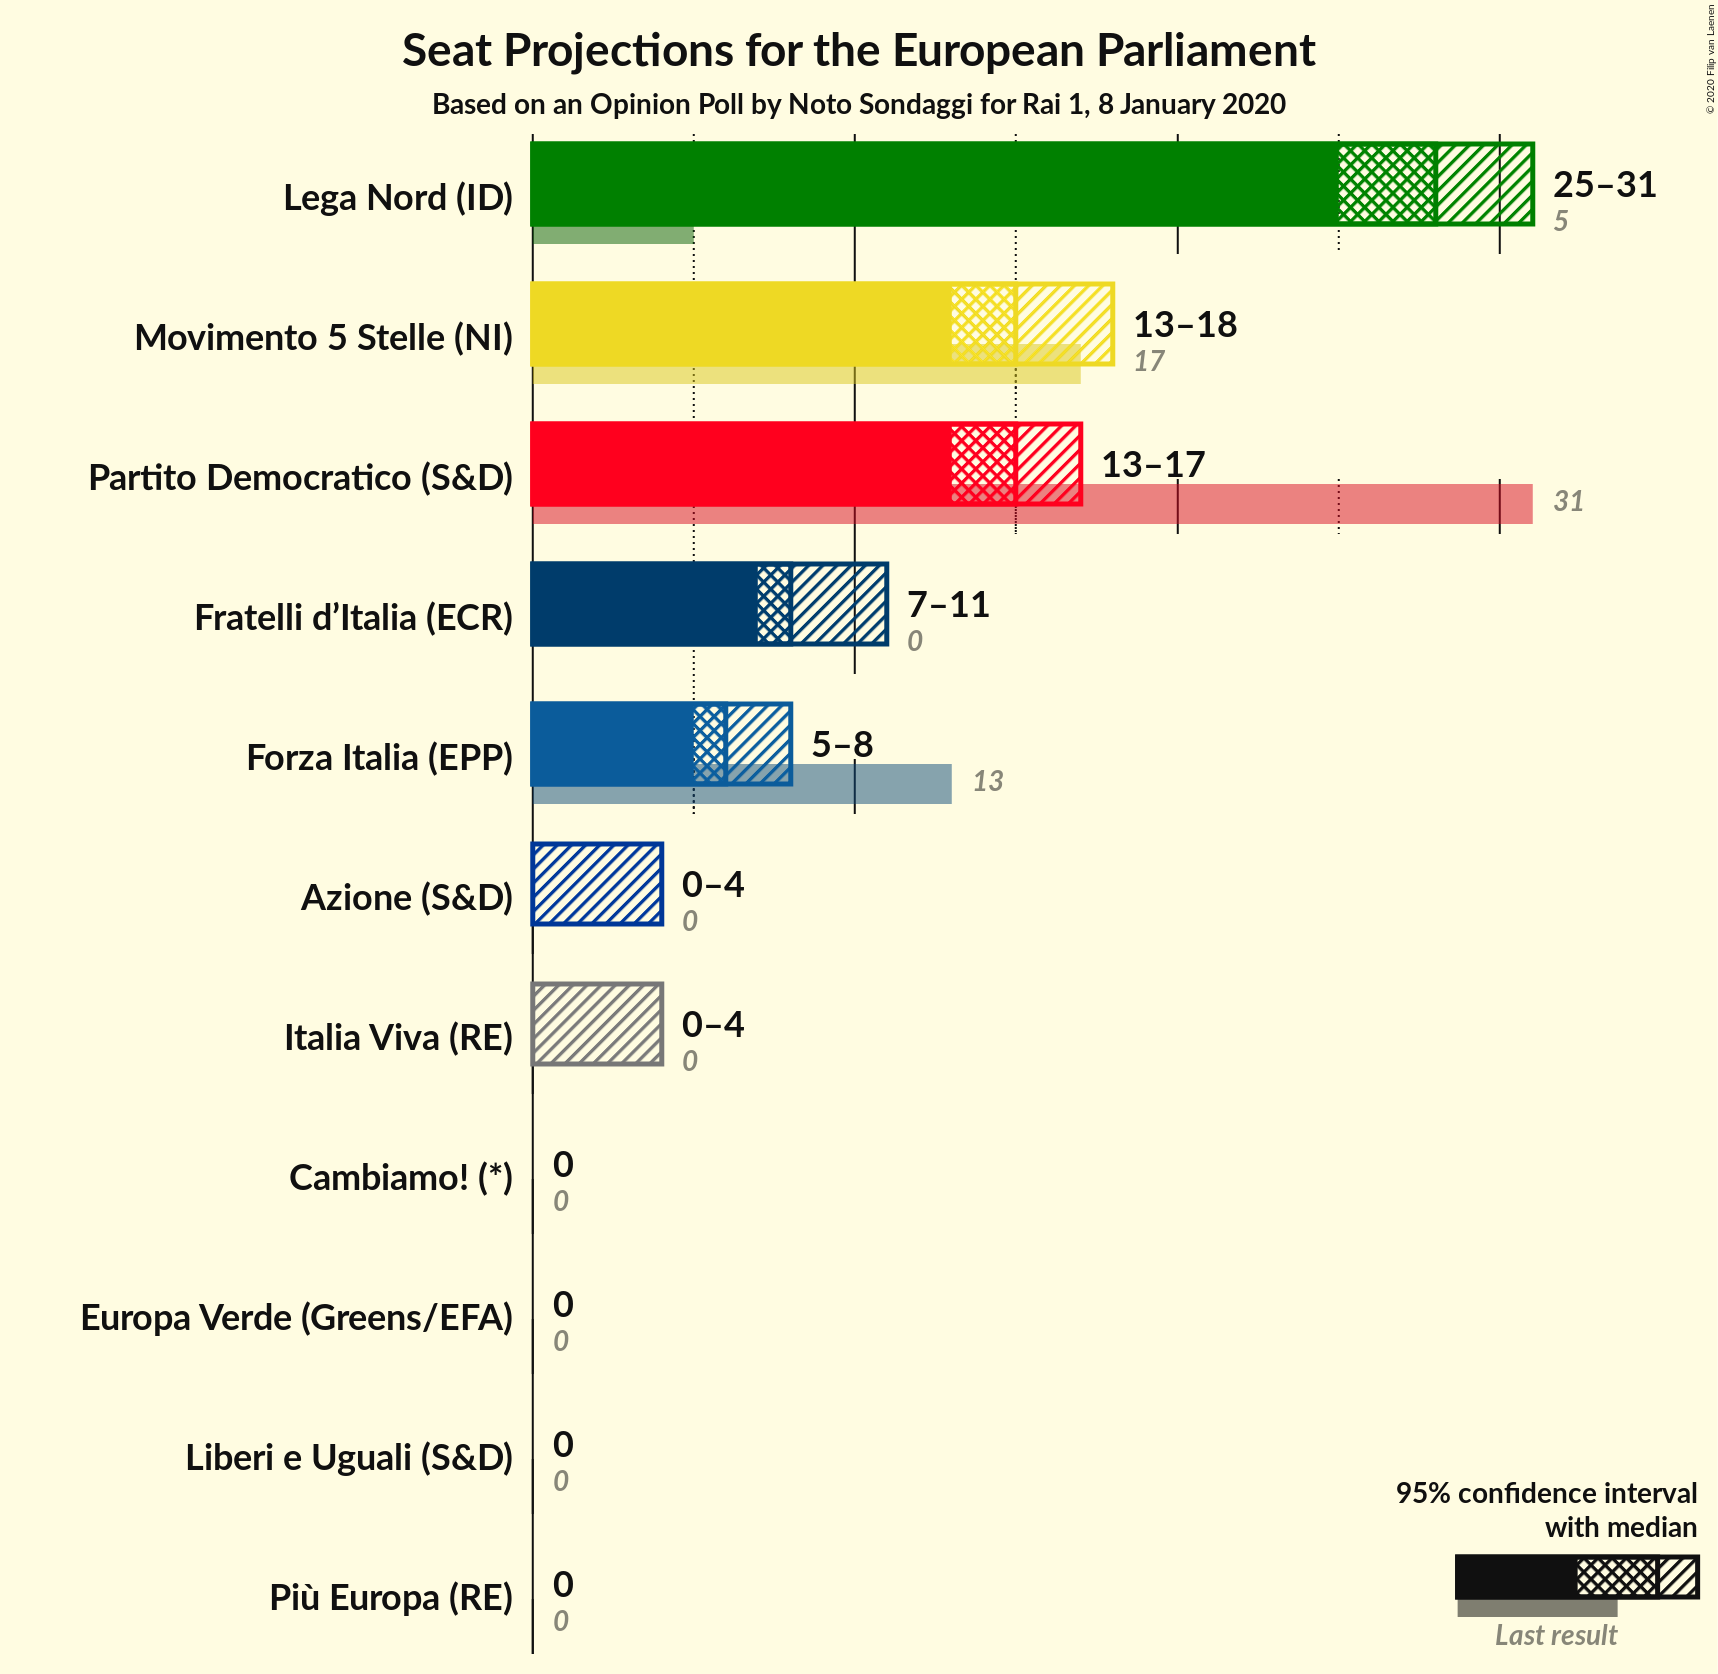 Seat Projections for the European Parliament
Based on an Opinion Poll by Noto Sondaggi for Rai 1, 8 January 2020
© 2020 Filip van Laenen
Lega Nord (ID)
25–31
5
Movimento 5 Stelle (NI)
13–18
17
Partito Democratico (S&D)
13–17
31
Fratelli d’Italia (ECR)
7–11
0
Forza Italia (EPP)
5–8
13
Azione (S&D)
0–4
0
Italia Viva (RE)
0–4
0
Cambiamo! (*)
0
0
Europa Verde (Greens/EFA)
0
0
Liberi e Uguali (S&D)
0
0
Più Europa (RE)
0
0
95% confidence interval
with median
Last result